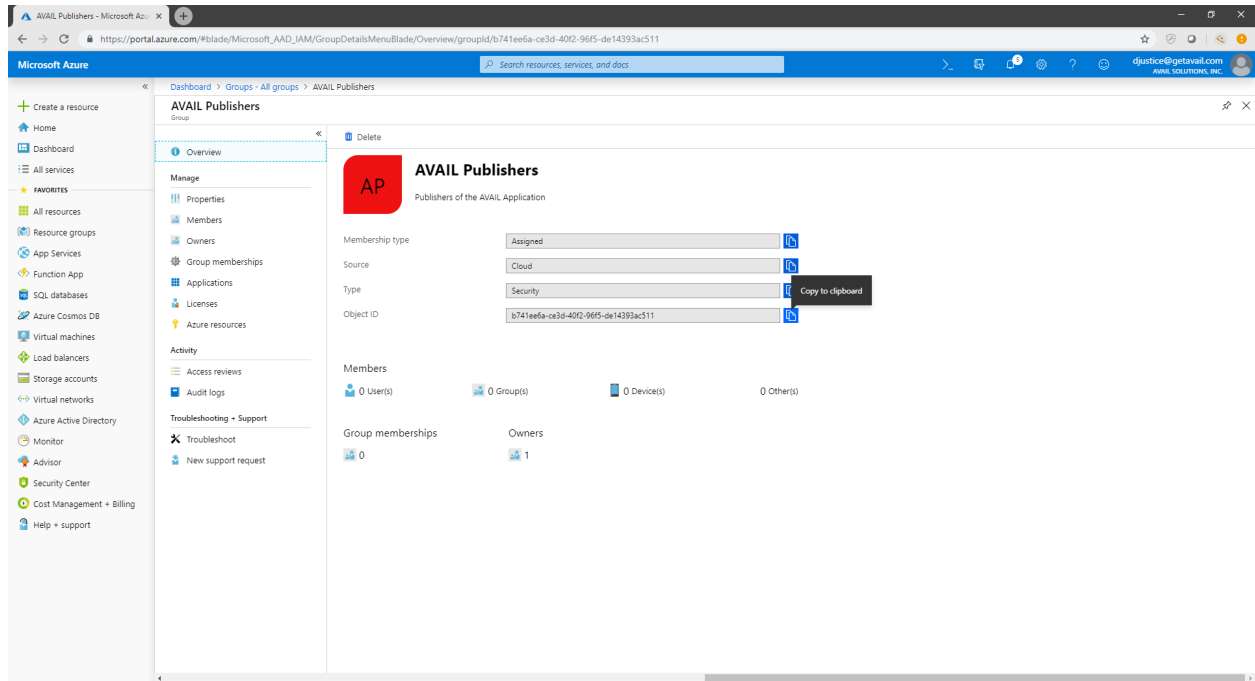 AVAIL Publishers - Microsoft Azu
https://portal.azure.com/#blade/Microsoft_AAD_IAM/GroupDetailsMenuBlade/Overview/groupId/b741ee6a-ce3d-40f2-96f5-de14393ac511
Microsoft Azure
Search resources, services, and docs
5
djustice@getavail.com
AVAIL SOLUTIONS, INC.
Create a resource
Home
Dashboard
All services
FAVORITES
All resources
Resource groups
App Services
Function App
SQL databases
Azure Cosmos DB
Virtual machines
Load balancers
Storage accounts
Virtual networks
Azure Active Directory
Monitor
Advisor
Security Center
Cost Management + Billing
Help + support
Dashboard > Groups - All groups > AVAIL Publishers
AVAIL Publishers
Group
Overview
Manage
Properties
Members
Owners
Group memberships
Applications
Licenses
Azure resources
Activity
Access reviews
Audit logs
Troubleshooting + Support
Troubleshoot
New support request
Delete
AP
AVAIL Publishers
Publishers of the AVAIL Application
Membership type Assigned
Source Cloud
Type Security
Copy to clipboard
Object ID b741ee6a-ce3d-40f2-96f5-de14393ac511
Members
0 User(s) 0 Group(s) 0 Device(s) 0 Other(s)
Group memberships Owners
0 1